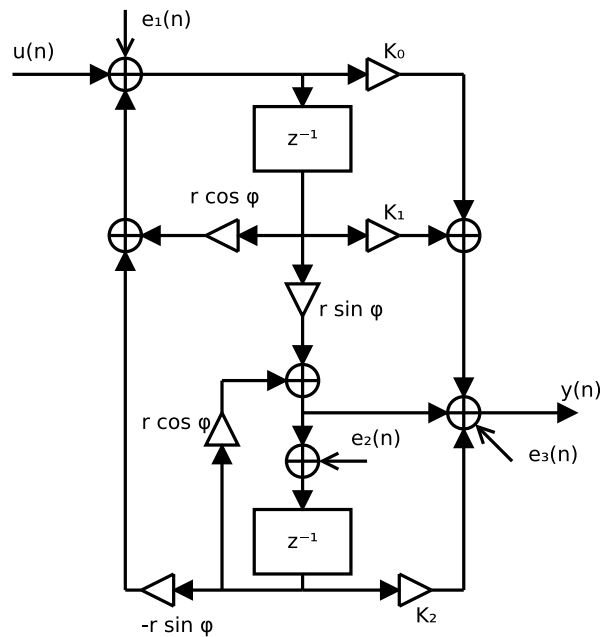 e₁(n)
u(n)
K₀
z⁻¹
r cos φ
K₁
r sin φ
y(n)
r cos φ
e₂(n)
e₃(n)
z⁻¹
K₂
-r sin φ